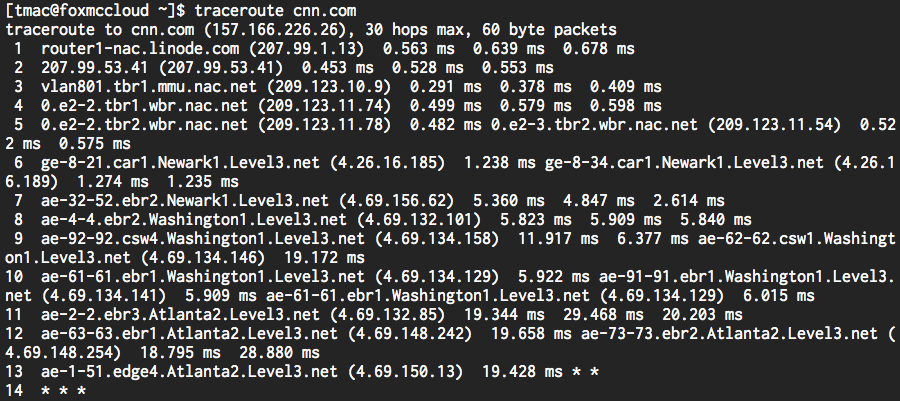 [tmac@foxmccloud ~]$ traceroute cnn.com
traceroute to cnn.com (157.166.226.26), 30 hops max, 60 byte packets
 1  router1-nac.linode.com (207.99.1.13)  0.563 ms  0.639 ms  0.678 ms
 2  207.99.53.41 (207.99.53.41)  0.453 ms  0.528 ms  0.553 ms
 3  vlan801.tbr1.mmu.nac.net (209.123.10.9)  0.291 ms  0.378 ms  0.409 ms
 4  0.e2-2.tbr1.wbr.nac.net (209.123.11.74)  0.499 ms  0.579 ms  0.598 ms
 5  0.e2-2.tbr2.wbr.nac.net (209.123.11.78)  0.482 ms 0.e2-3.tbr2.wbr.nac.net (209.123.11.54)  0.52
2 ms  0.575 ms
 6  ge-8-21.car1.Newark1.Level3.net (4.26.16.185)  1.238 ms ge-8-34.car1.Newark1.Level3.net (4.26.1
6.189)  1.274 ms  1.235 ms
 7  ae-32-52.ebr2.Newark1.Level3.net (4.69.156.62)  5.360 ms  4.847 ms  2.614 ms
 8  ae-4-4.ebr2.Washington1.Level3.net (4.69.132.101)  5.823 ms  5.909 ms  5.840 ms
 9  ae-92-92.csw4.Washington1.Level3.net (4.69.134.158)  11.917 ms  6.377 ms ae-62-62.csw1.Washingt
on1.Level3.net (4.69.134.146)  19.172 ms
10  ae-61-61.ebr1.Washington1.Level3.net (4.69.134.129)  5.922 ms ae-91-91.ebr1.Washington1.Level3.
net (4.69.134.141)  5.909 ms ae-61-61.ebr1.Washington1.Level3.net (4.69.134.129)  6.015 ms
11  ae-2-2.ebr3.Atlanta2.Level3.net (4.69.132.85)  19.344 ms  29.468 ms  20.203 ms
12  ae-63-63.ebr1.Atlanta2.Level3.net (4.69.148.242)  19.658 ms ae-73-73.ebr2.Atlanta2.Level3.net (
4.69.148.254)  18.795 ms  28.880 ms
13  ae-1-51.edge4.Atlanta2.Level3.net (4.69.150.13)  19.428 ms * *
14  * * *